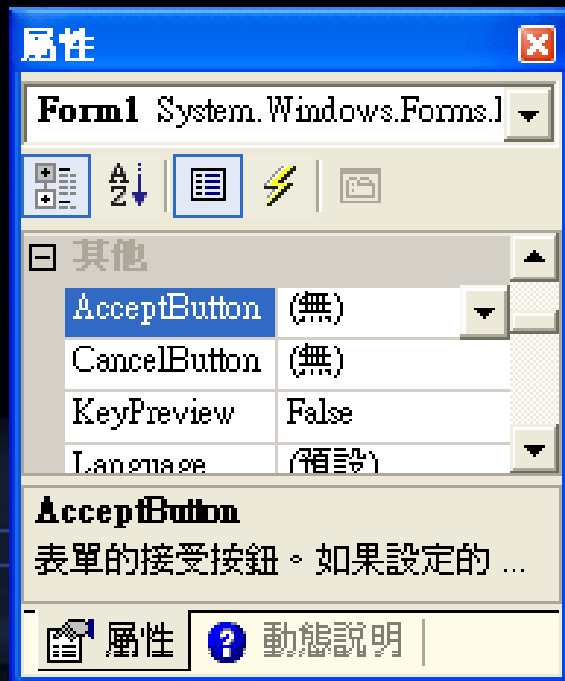 屬性
Form1 System.Windows.Forms.
其他
AcceptButton (無)
CancelButton (無)
KeyPreview False
Language (預設)
AcceptButton
表單的接受按鈕。如果設定的 ...
屬性 動態說明